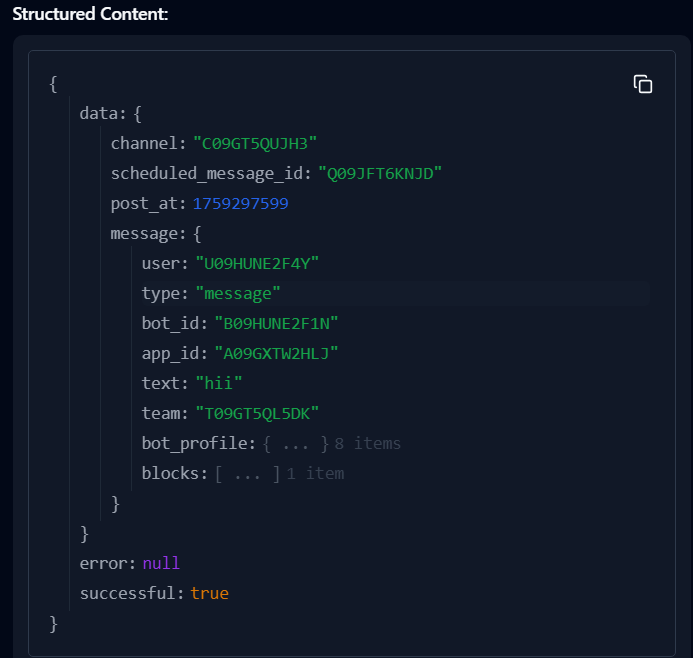 Structured Content:
{
data: {
channel: "C09GT5QUJH3"
scheduled_message_id: "Q09JFT6KNJD"
post_at: 1759297599
message: {
user: "U09HUNE2F4Y"
type: "message"
bot_id: "B09HUNE2F1N"
app_id: "A09GXTW2HLJ"
text: "hii"
team: "T09GT5QL5DK"
bot_profile: { ... } 8 items
blocks: [ ... ] 1 item
}
}
error: null
successful: true
}